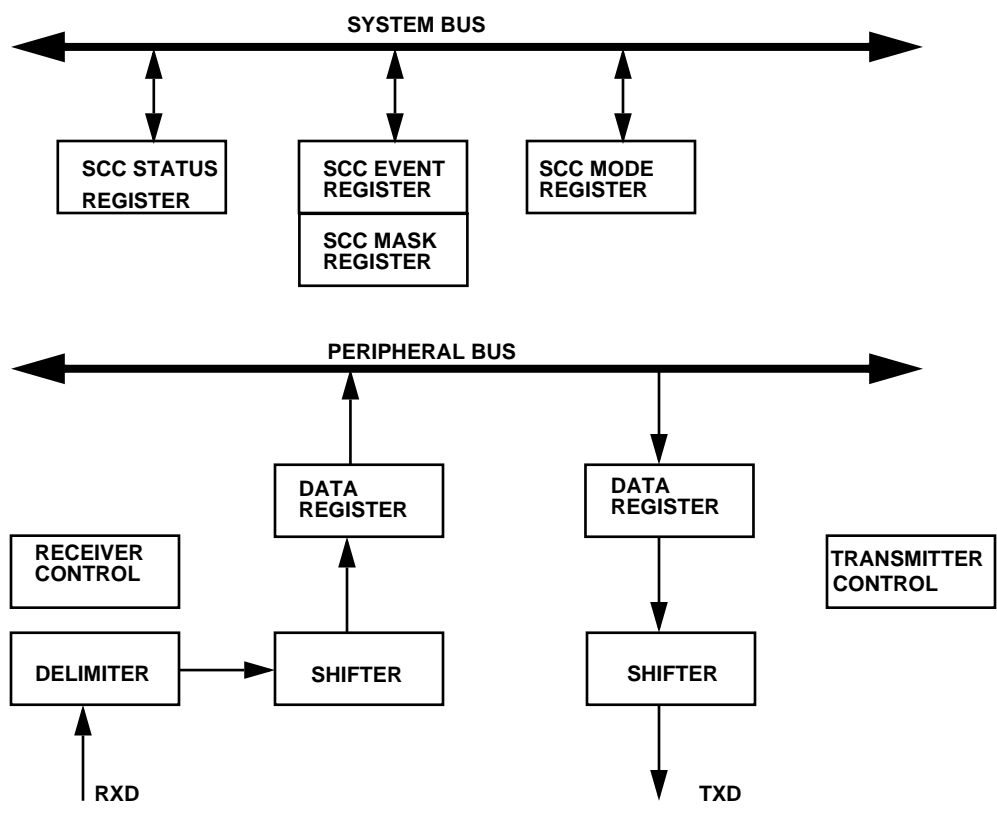 SYSTEM BUS
SCC STATUS
REGISTER
SCC EVENT
REGISTER
SCC MODE
REGISTER
SCC MASK
REGISTER
PERIPHERAL BUS
DATA
REGISTER
DATA
REGISTER
RECEIVER
CONTROL
TRANSMITTER
CONTROL
DELIMITER
SHIFTER
SHIFTER
RXD
TXD